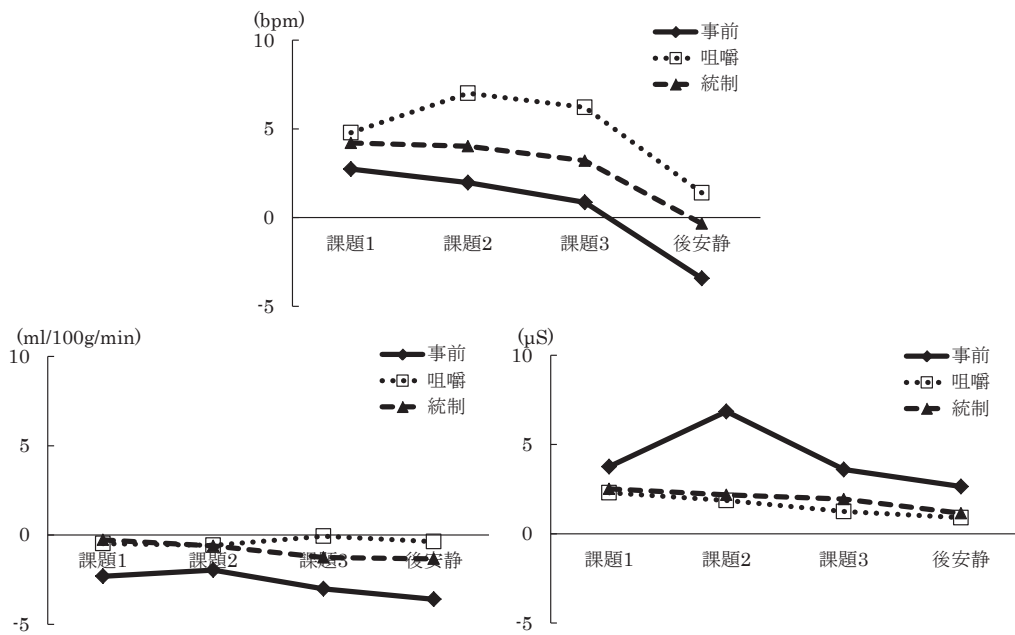 (bpm)
10
5
0
-5
事前
咀嚼
統制
課題1 課題2 課題3 後安静
(ml/100g/min)
10
5
0
-5
事前
咀嚼
統制
課題1 課題2 課題3 後安静
(μS)
10
5
0
-5
事前
咀嚼
統制
課題1 課題2 課題3 後安静